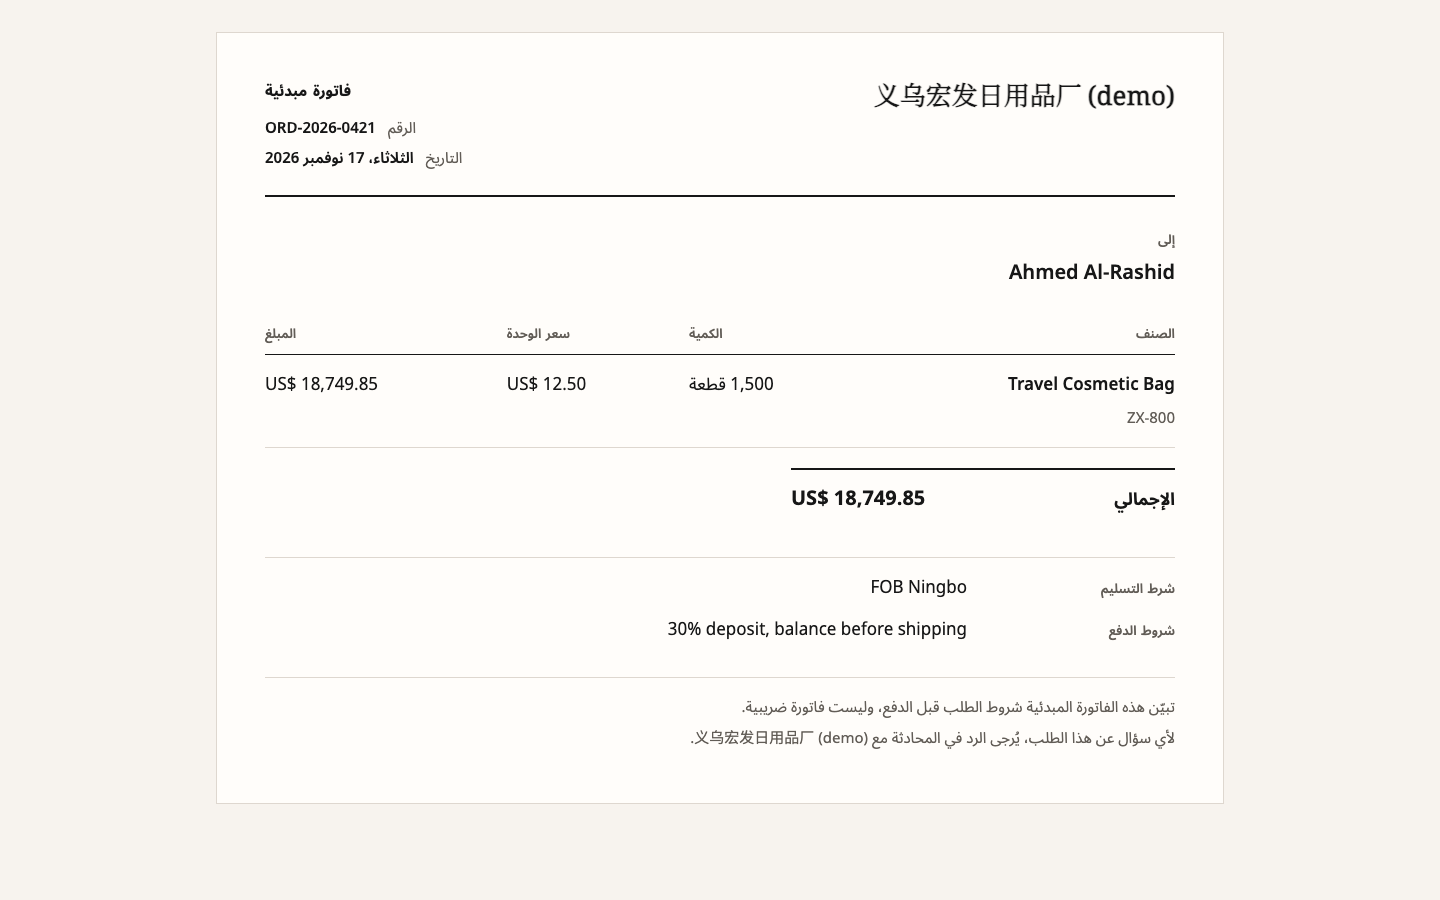 义乌宏发日用品厂 (demo)
فاتورة مبدئية
الرقم ORD-2026-0421
التاريخ الثلاثاء، 17 نوفمبر 2026
إلى
Ahmed Al-Rashid
الصنف الكمية سعر الوحدة المبلغ
Travel Cosmetic Bag 1,500 قطعة US$ 12.50 US$ 18,749.85
ZX-800
الإجمالي US$ 18,749.85
شرط التسليم FOB Ningbo
شروط الدفع 30% deposit, balance before shipping
تبيّن هذه الفاتورة المبدئية شروط الطلب قبل الدفع، وليست فاتورة ضريبية.
لأي سؤال عن هذا الطلب، يُرجى الرد في المحادثة مع 义乌宏发日用品厂 (demo).